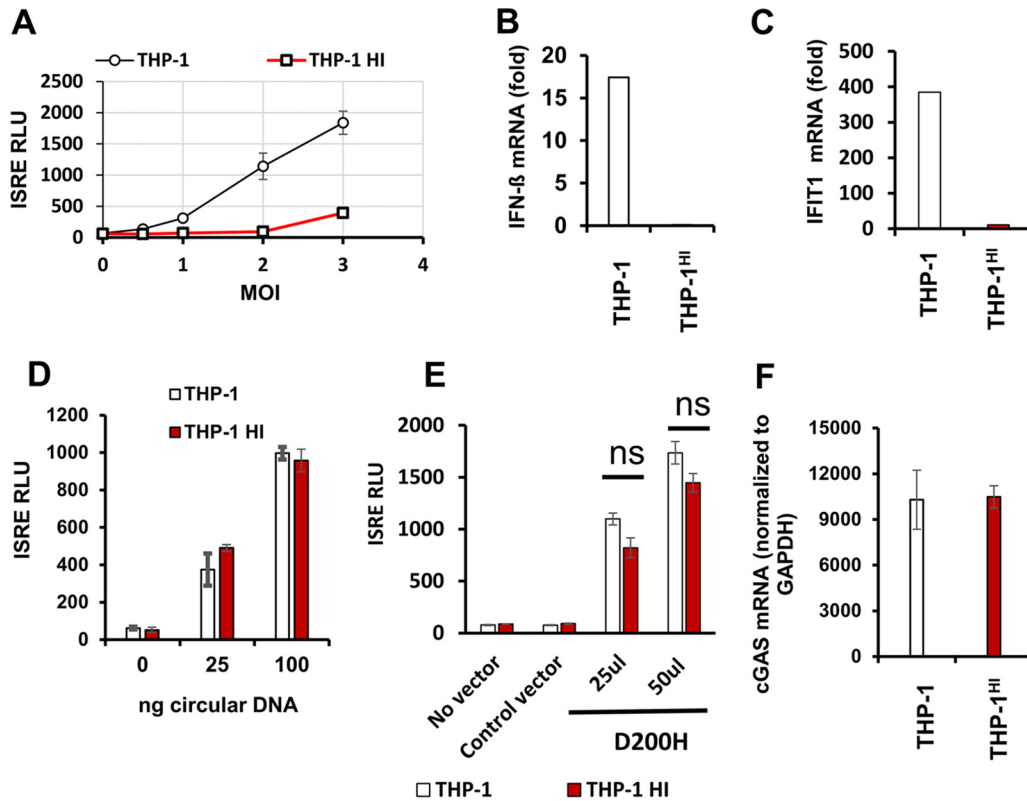 A
THP-1
THP-1 HI
ISRE RLU
2500
2000
1500
1000
500
0
0
1
2
3
4
MOI
B
IFN-ß mRNA (fold)
20
15
10
5
0
THP-1
THP-1HI
C
IFIT1 mRNA (fold)
500
400
300
200
100
0
THP-1
THP-1HI
D
THP-1
THP-1 HI
ISRE RLU
1200
1000
800
600
400
200
0
0
25
100
ng circular DNA
E
ISRE RLU
2000
1500
1000
500
0
ns
ns
No vector
Control vector
25ul
50ul
D200H
THP-1
THP-1 HI
F
cGAS mRNA (normalized to
GAPDH)
15000
12000
9000
6000
3000
0
THP-1
THP-1HI